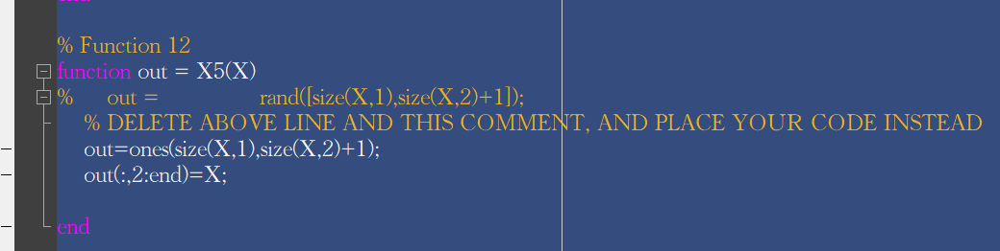 % Function 12
function out = X5(X)
% out = rand([size(X,1),size(X,2)+1]);
% DELETE ABOVE LINE AND THIS COMMENT, AND PLACE YOUR CODE INSTEAD
out=ones(size(X,1),size(X,2)+1);
out(:,2:end)=X;
end